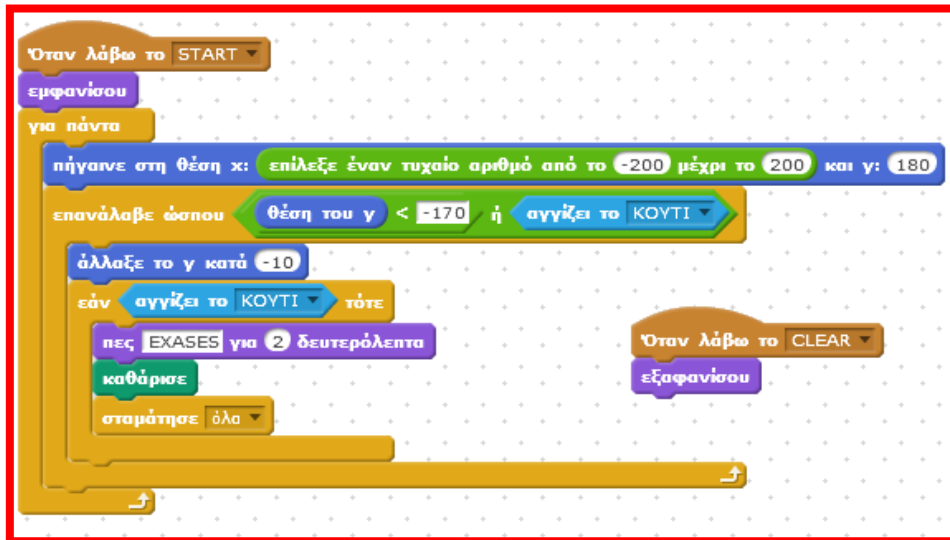 Όταν λάβω το START
εμφανίσου
για πάντα
πήγαινε στη θέση x: επίλεξε έναν τυχαίο αριθμό από το -200 μέχρι το 200 και y: 180
επανάλαβε ώσπου θέση του y < -170 ή αγγίζει το ΚΟΥΤΙ
άλλαξε το y κατά -10
εάν αγγίζει το ΚΟΥΤΙ τότε
πες EXASES για 2 δευτερόλεπτα
καθάρισε
σταμάτησε όλα
Όταν λάβω το CLEAR
εξαφανίσου